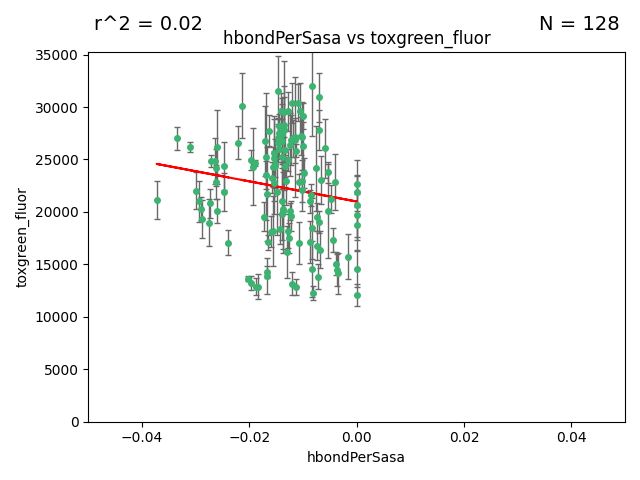 r^2 = 0.02
N = 128
hbondPerSasa vs toxgreen_fluor
35000
30000
25000
20000
15000
10000
5000
0
toxgreen_fluor
−0.04
−0.02
0.00
0.02
0.04
hbondPerSasa